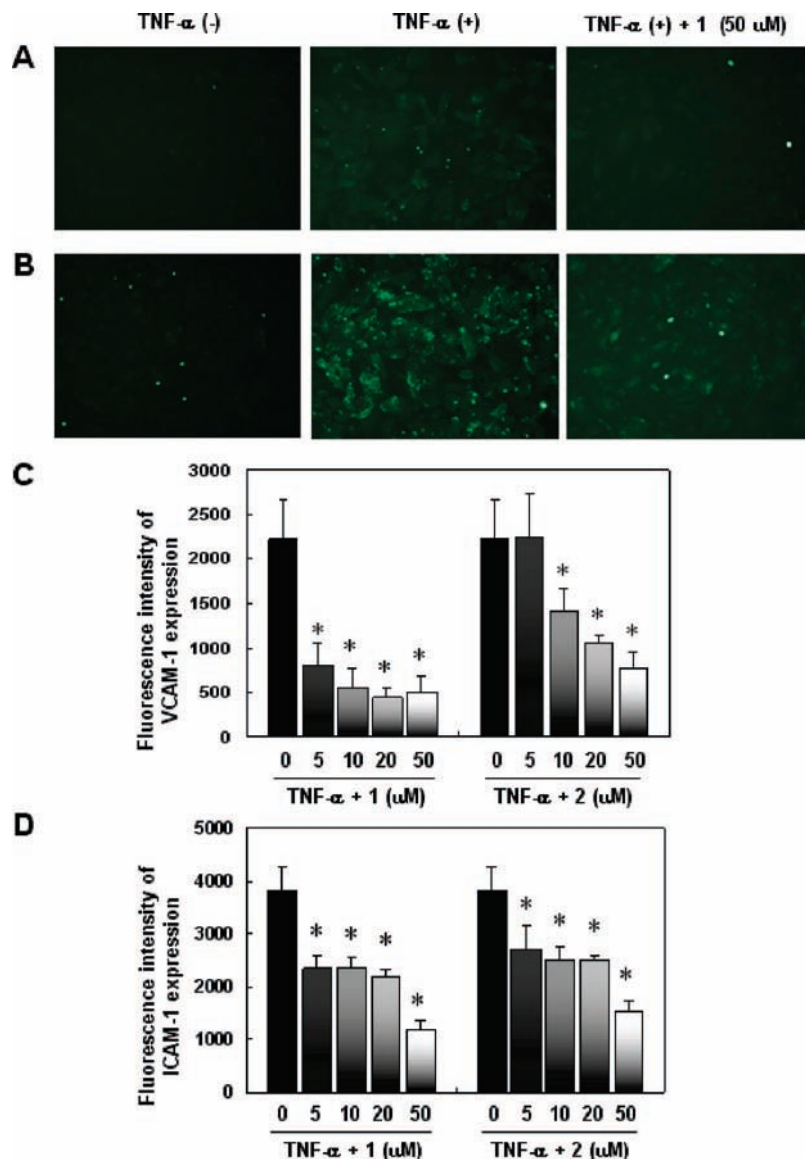 TNF-α (-) TNF-α (+) TNF-α (+) + 1 (50 uM)
A
B
C
Fluorescence intensity of
VCAM-1 expression
3000
2500
2000
1500
1000
500
0
* * * * * * *
0 5 10 20 50 0 5 10 20 50
TNF-α + 1 (uM) TNF-α + 2 (uM)
D
Fluorescence intensity of
ICAM-1 expression
5000
4000
3000
2000
1000
0
* * * * * * * *
0 5 10 20 50 0 5 10 20 50
TNF-α + 1 (uM) TNF-α + 2 (uM)